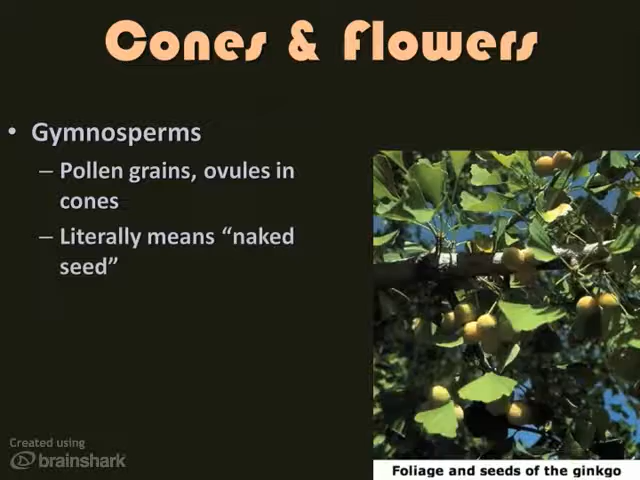 Cones & Flowers
• Gymnosperms
– Pollen grains, ovules in
cones
– Literally means “naked
seed”
Foliage and seeds of the ginkgo
Created using
brainshark